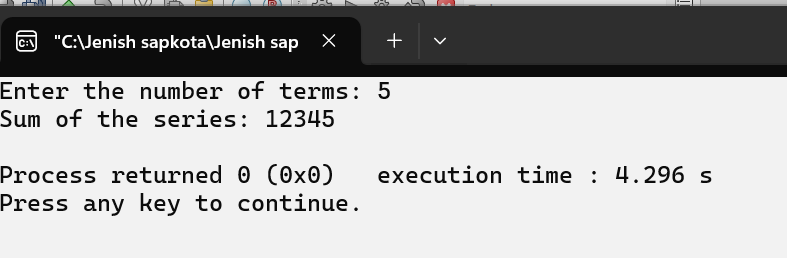 "C:\Jenish sapkota\Jenish sap
Enter the number of terms: 5
Sum of the series: 12345
Process returned 0 (0x0)   execution time : 4.296 s
Press any key to continue.